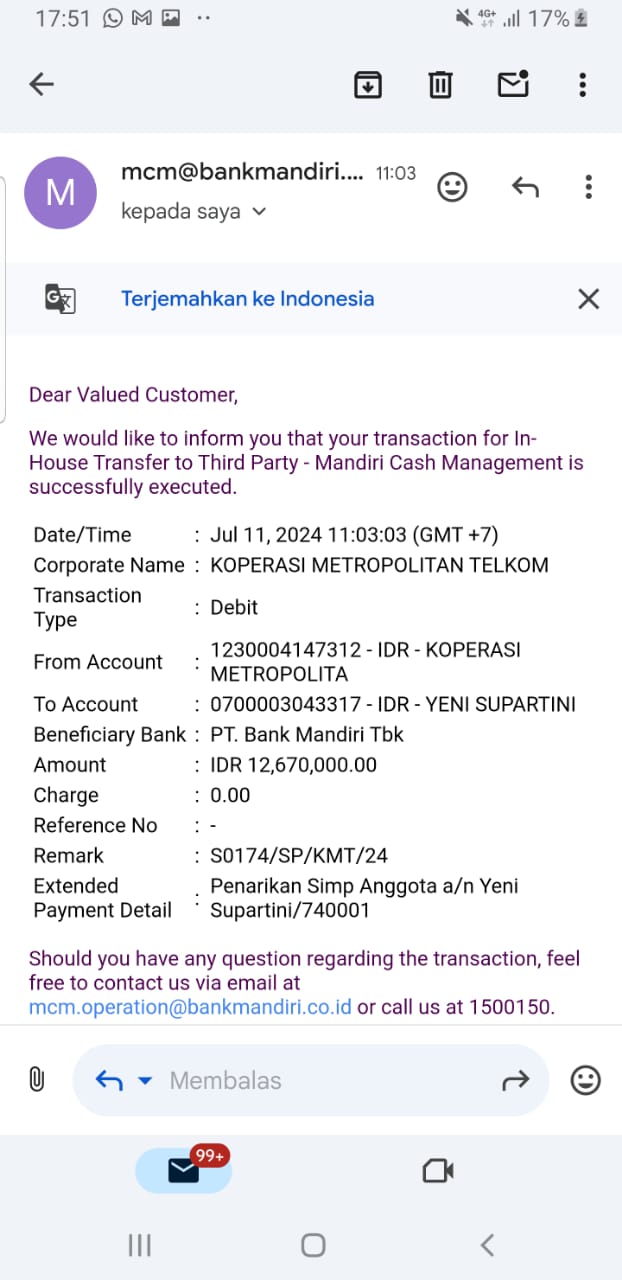 17:51
4G+ 17%
M
mcm@bankmandiri.... 11:03
kepada saya
Terjemahkan ke Indonesia
Dear Valued Customer,
We would like to inform you that your transaction for In-
House Transfer to Third Party - Mandiri Cash Management is
successfully executed.
Date/Time : Jul 11, 2024 11:03:03 (GMT +7)
Corporate Name : KOPERASI METROPOLITAN TELKOM
Transaction
Type : Debit
From Account : 1230004147312 - IDR - KOPERASI
METROPOLITA
To Account : 0700003043317 - IDR - YENI SUPARTINI
Beneficiary Bank : PT. Bank Mandiri Tbk
Amount : IDR 12,670,000.00
Charge : 0.00
Reference No : -
Remark : S0174/SP/KMT/24
Extended : Penarikan Simp Anggota a/n Yeni
Payment Detail Supartini/740001
Should you have any question regarding the transaction, feel
free to contact us via email at
mcm.operation@bankmandiri.co.id or call us at 1500150.
Membalas
99+